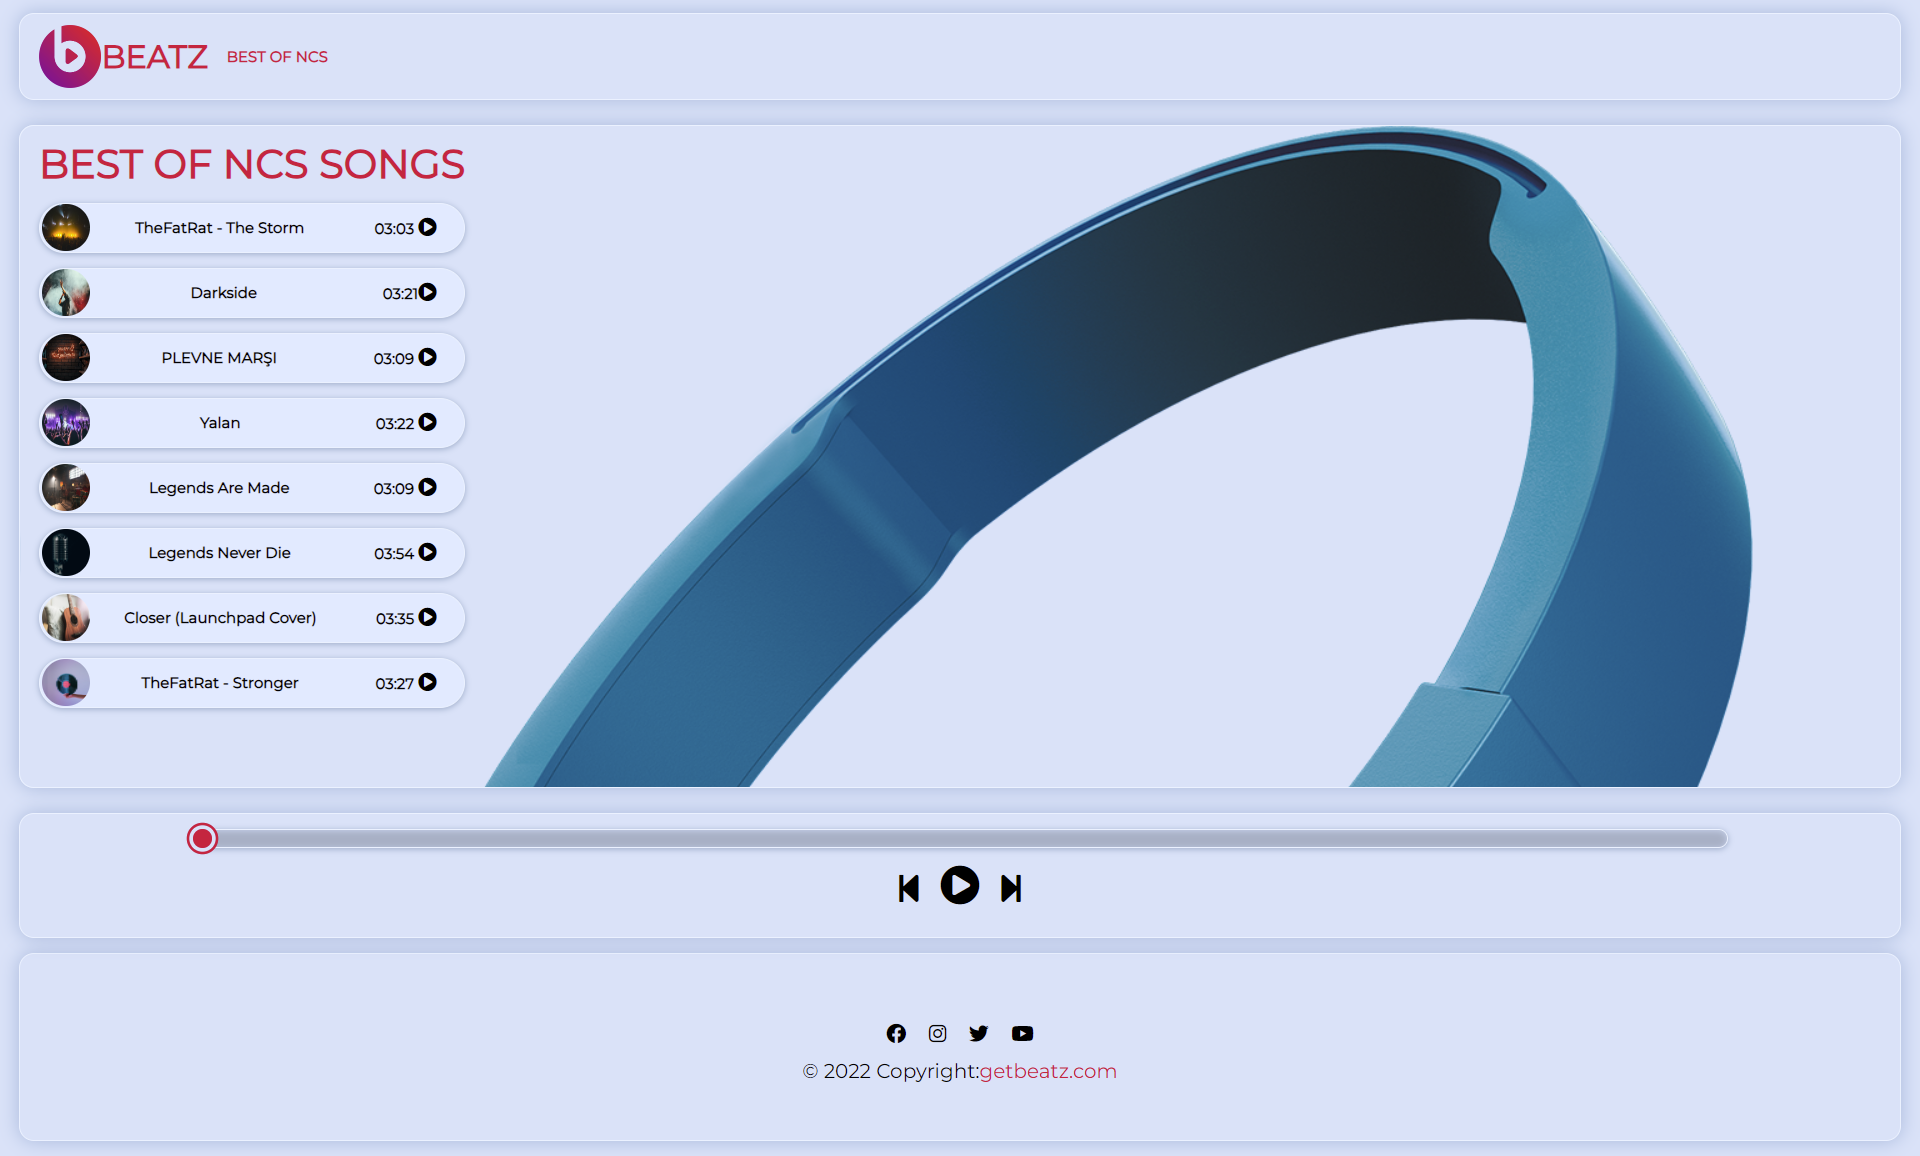 BEATZ BEST OF NCS
BEST OF NCS SONGS
TheFatRat - The Storm 03:03
Darkside 03:21
PLEVNE MARŞI 03:09
Yalan 03:22
Legends Are Made 03:09
Legends Never Die 03:54
Closer (Launchpad Cover) 03:35
TheFatRat - Stronger 03:27
© 2022 Copyright:getbeatz.com